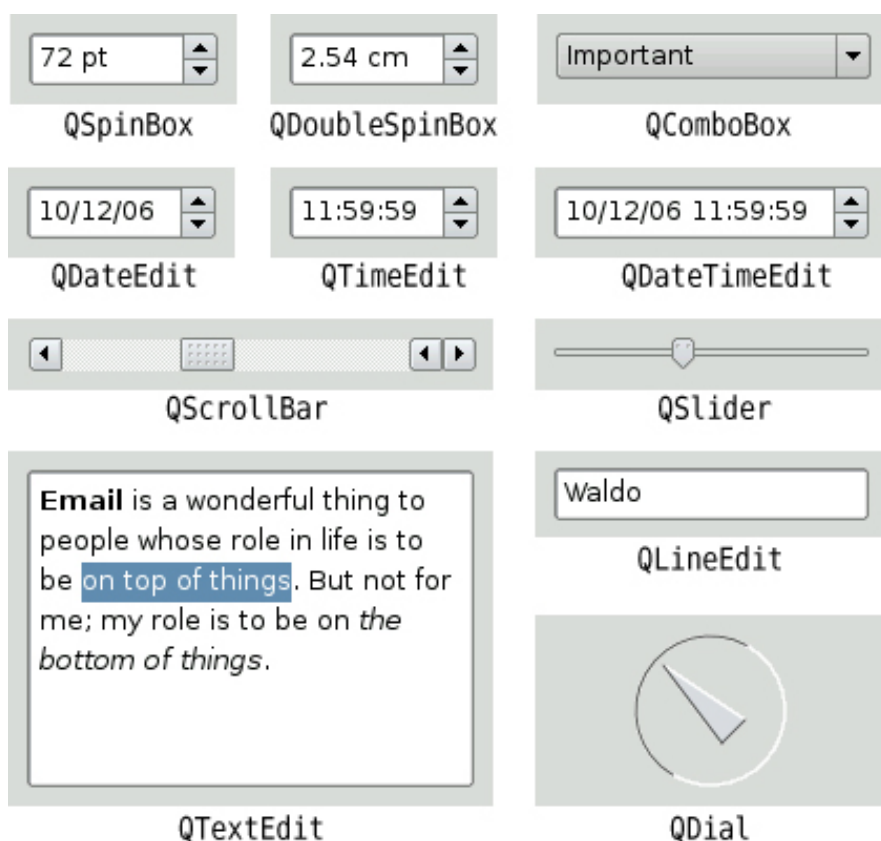 72 pt
2.54 cm
Important
QSpinBox
QDoubleSpinBox
QComboBox
10/12/06
11:59:59
10/12/06 11:59:59
QDateEdit
QTimeEdit
QDateTimeEdit
QScrollBar
QSlider
Email is a wonderful thing to
people whose role in life is to
be on top of things. But not for
me; my role is to be on the
bottom of things.
QTextEdit
Waldo
QLineEdit
QDial